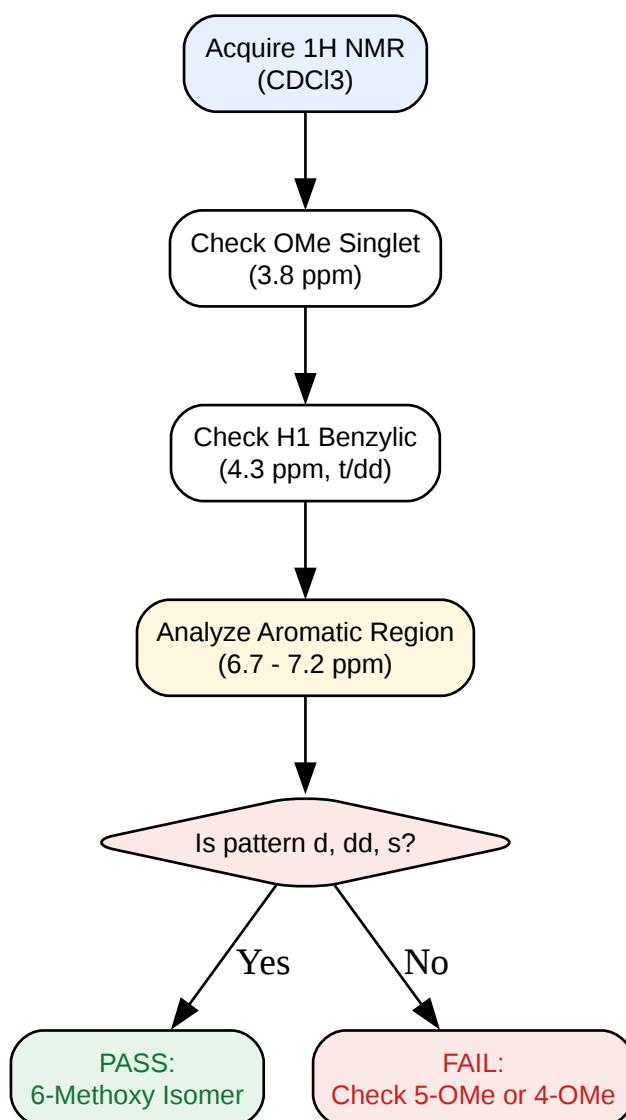 Acquire 1H NMR
(CDCl3)
Check OMe Singlet
(3.8 ppm)
Check H1 Benzylic
(4.3 ppm, t/dd)
Analyze Aromatic Region
(6.7 - 7.2 ppm)
Is pattern d, dd, s?
Yes
No
PASS:
6-Methoxy Isomer
FAIL:
Check 5-OMe or 4-OMe